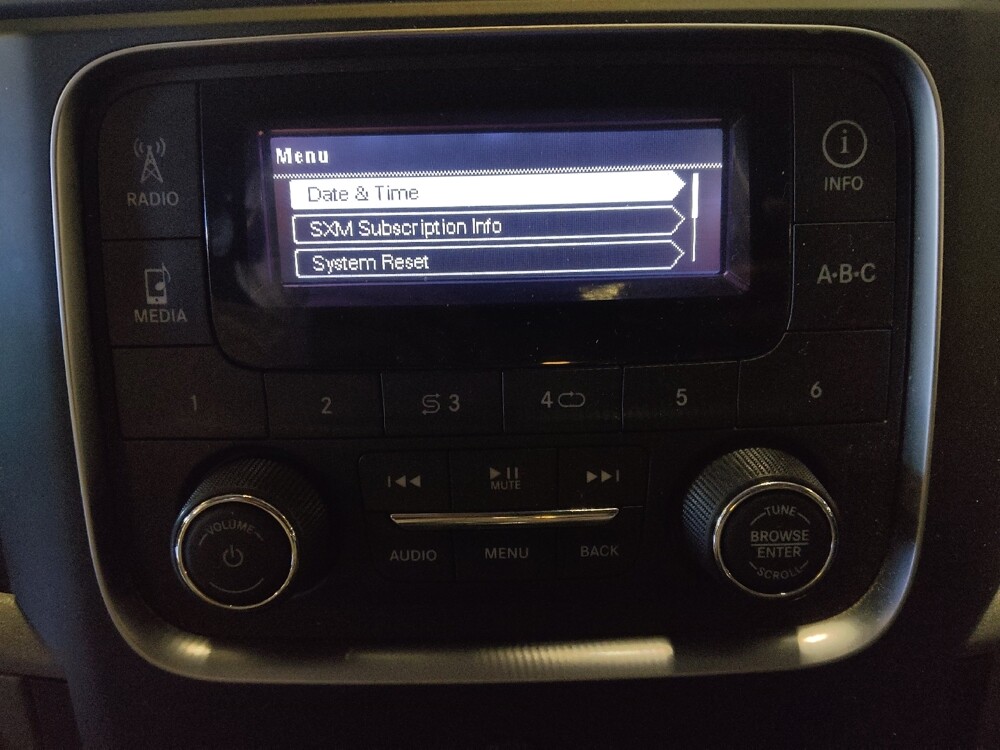 Menu
Date & Time
SXM Subscription Info
System Reset
RADIO
MEDIA
i
INFO
A·B·C
1
2
3
4
5
6
MUTE
VOLUME
AUDIO
MENU
BACK
TUNE
BROWSE
ENTER
SCROLL